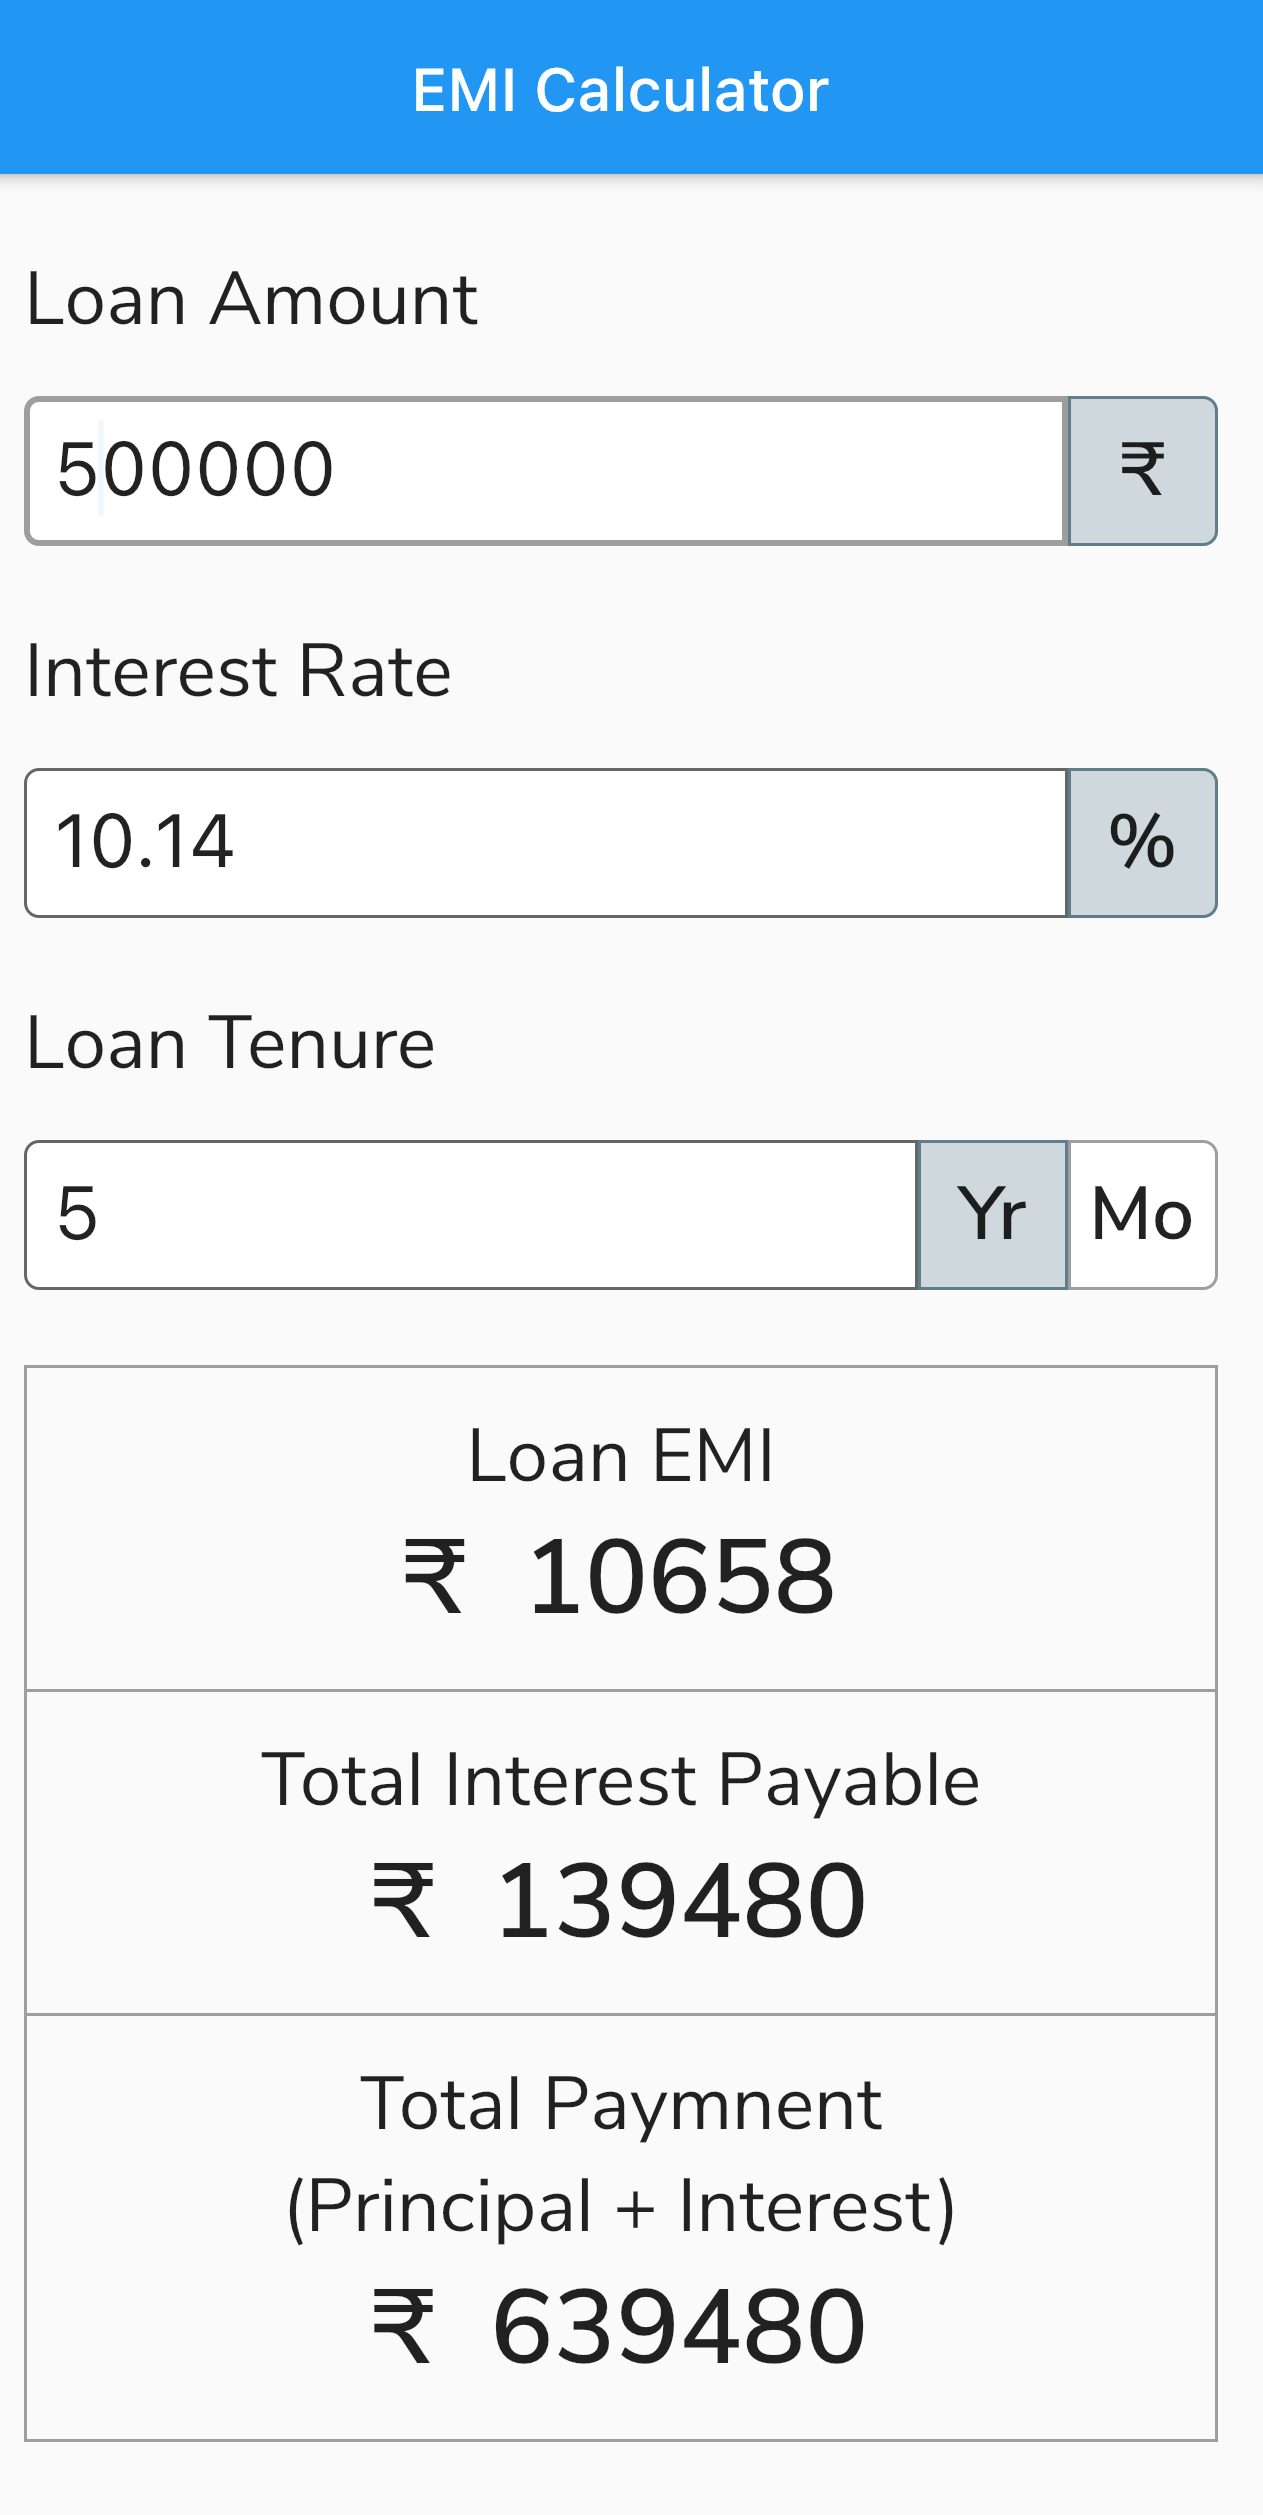 EMI Calculator
Loan Amount
500000 ₹
Interest Rate
10.14 %
Loan Tenure
5 Yr Mo
Loan EMI
₹ 10658
Total Interest Payable
₹ 139480
Total Paymnent
(Principal + Interest)
₹ 639480